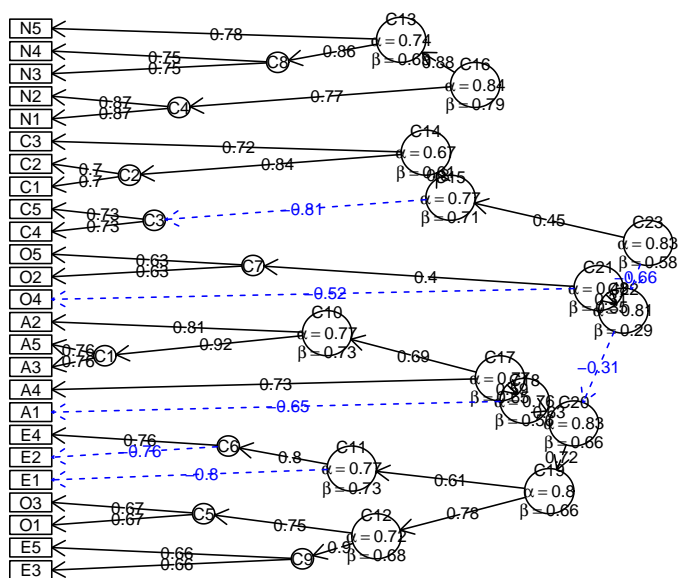 N5
N4
N3
N2
N1
C3
C2
C1
C5
C4
O5
O2
O4
A2
A5
A3
A4
A1
E4
E2
E1
O3
O1
E5
E3
C13
α = 0.74
C16
α = 0.84
β = 0.79
C14
α = 0.67
α = 0.77
β = 0.71
C23
α = 0.83
β = 0.58
C21
α = 0.81
β = 0.29
C10
α = 0.77
β = 0.73
C17
C20
α = 0.83
β = 0.66
C11
α = 0.77
β = 0.73
C19
α = 0.8
β = 0.66
C12
α = 0.72
β = 0.68
C8
C4
C2
C3
C7
C1
C6
C5
C9
0.78
0.75
0.75
0.86
0.88
0.87
0.87
0.77
0.72
0.7
0.7
0.84
0.73
0.73
−0.81
0.45
0.63
0.63
0.4
−0.66
−0.52
0.81
0.76
0.76
0.92
0.69
−0.31
0.73
−0.65
0.76
−0.76
0.8
−0.8
0.61
0.72
0.67
0.67
0.75
0.78
0.66
0.66
0.9